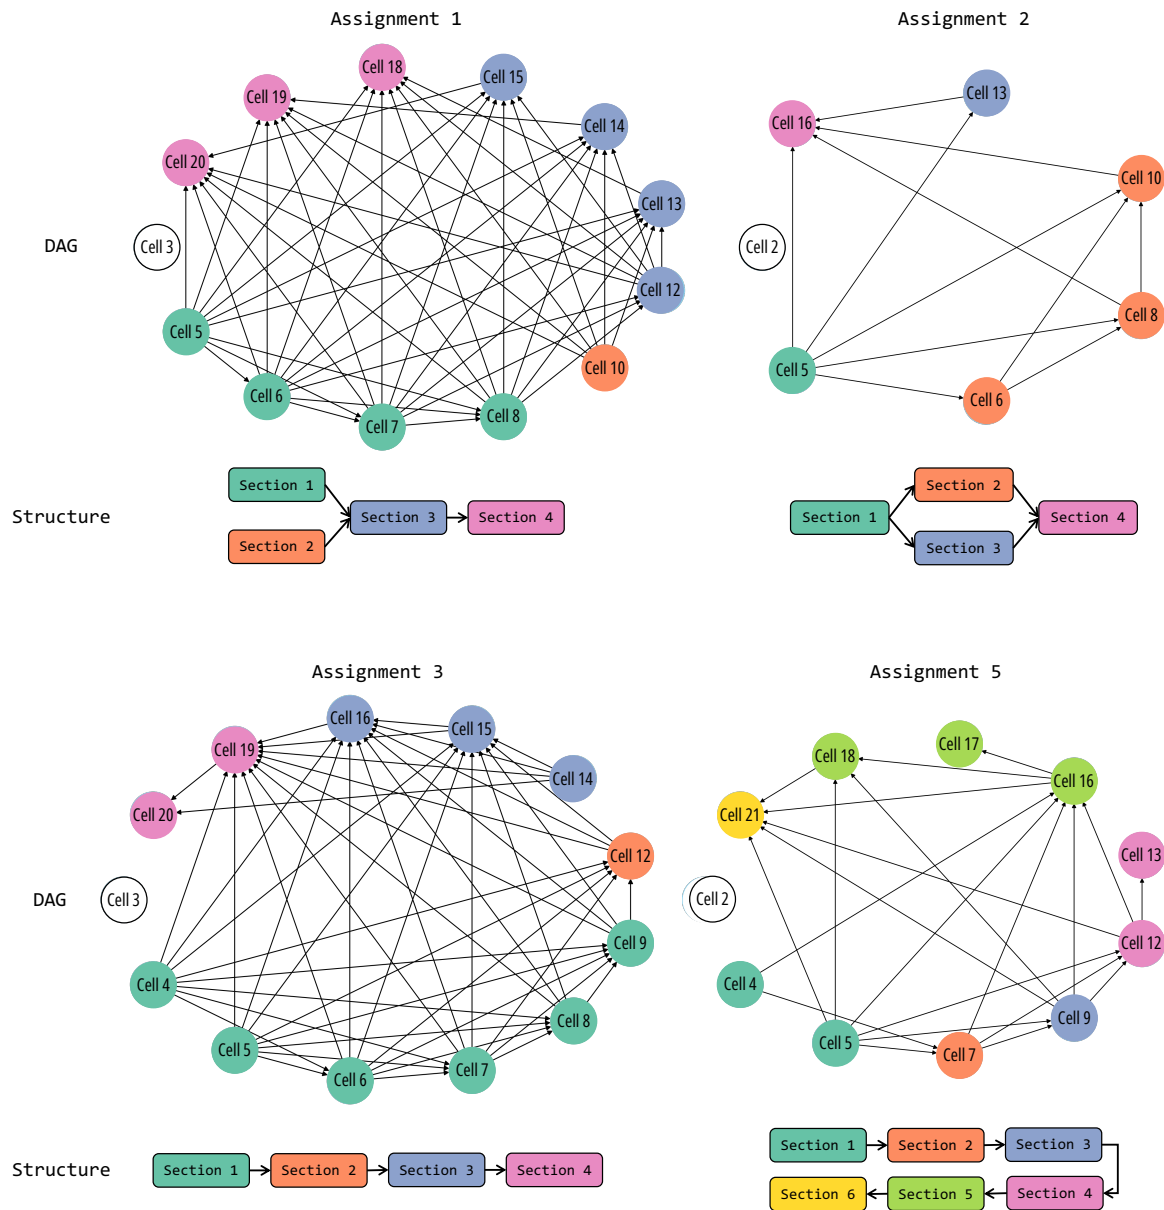 Assignment 1
Assignment 2
Cell 18
Cell 15
Cell 19
Cell 14
Cell 20
Cell 13
Cell 3
Cell 12
Cell 5
Cell 10
Cell 6
Cell 8
Cell 7
Cell 13
Cell 16
Cell 10
Cell 2
Cell 8
Cell 5
Cell 6
DAG
Structure
Section 1
Section 2
Section 3
Section 4
Section 1
Section 2
Section 3
Section 4
Assignment 3
Assignment 5
Cell 16
Cell 15
Cell 19
Cell 14
Cell 20
Cell 12
Cell 3
Cell 9
Cell 4
Cell 8
Cell 5
Cell 7
Cell 6
Cell 17
Cell 18
Cell 16
Cell 21
Cell 13
Cell 2
Cell 12
Cell 4
Cell 9
Cell 5
Cell 7
DAG
Structure
Section 1
Section 2
Section 3
Section 4
Section 1
Section 2
Section 3
Section 6
Section 5
Section 4